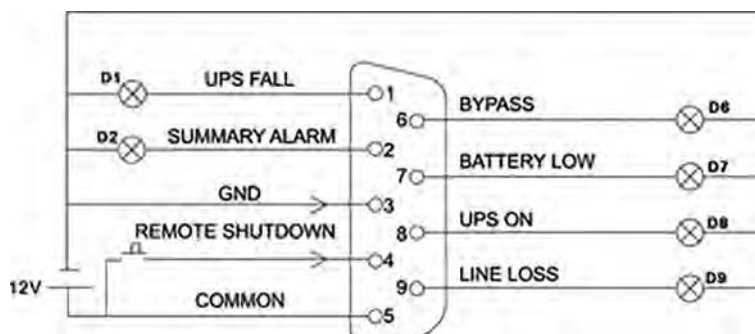 D1 UPS FALL 1
6 BYPASS D6
D2 SUMMARY ALARM 2
7 BATTERY LOW D7
GND 3
8 UPS ON D8
REMOTE SHUTDOWN 4
9 LINE LOSS D9
12V
COMMON 5